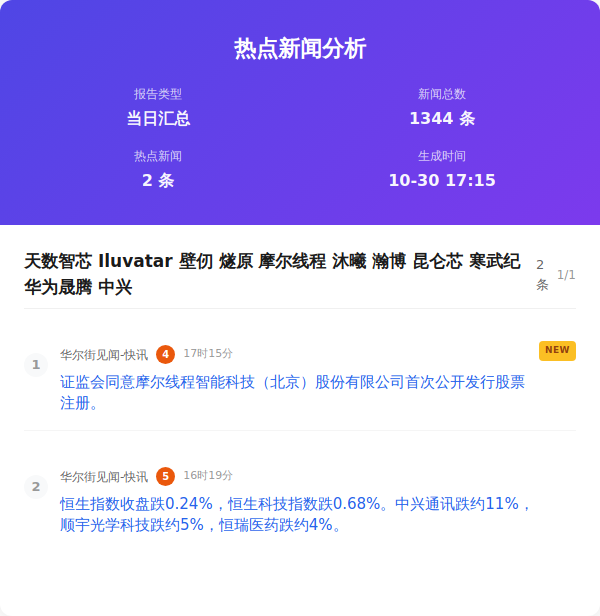 热点新闻分析
报告类型
新闻总数
当日汇总
1344 条
热点新闻
生成时间
2 条
10-30 17:15
天数智芯 Iluvatar 壁仞 燧原 摩尔线程 沐曦 瀚博 昆仑芯 寒武纪
华为晟腾 中兴
2
条
1/1
1
华尔街见闻-快讯 4 17时15分
NEW
证监会同意摩尔线程智能科技（北京）股份有限公司首次公开发行股票
注册。
2
华尔街见闻-快讯 5 16时19分
恒生指数收盘跌0.24%，恒生科技指数跌0.68%。中兴通讯跌约11%，
顺宇光学科技跌约5%，恒瑞医药跌约4%。